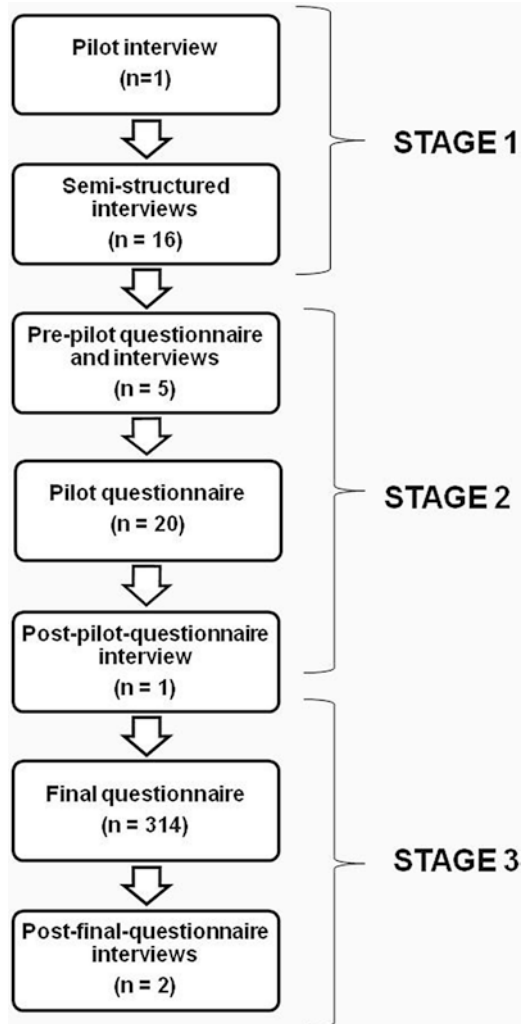 Pilot interview
(n=1)
STAGE 1
Semi-structured
interviews
(n = 16)
Pre-pilot questionnaire
and interviews
(n = 5)
Pilot questionnaire
(n = 20)
STAGE 2
Post-pilot-questionnaire
interview
(n = 1)
Final questionnaire
(n = 314)
STAGE 3
Post-final-questionnaire
interviews
(n = 2)